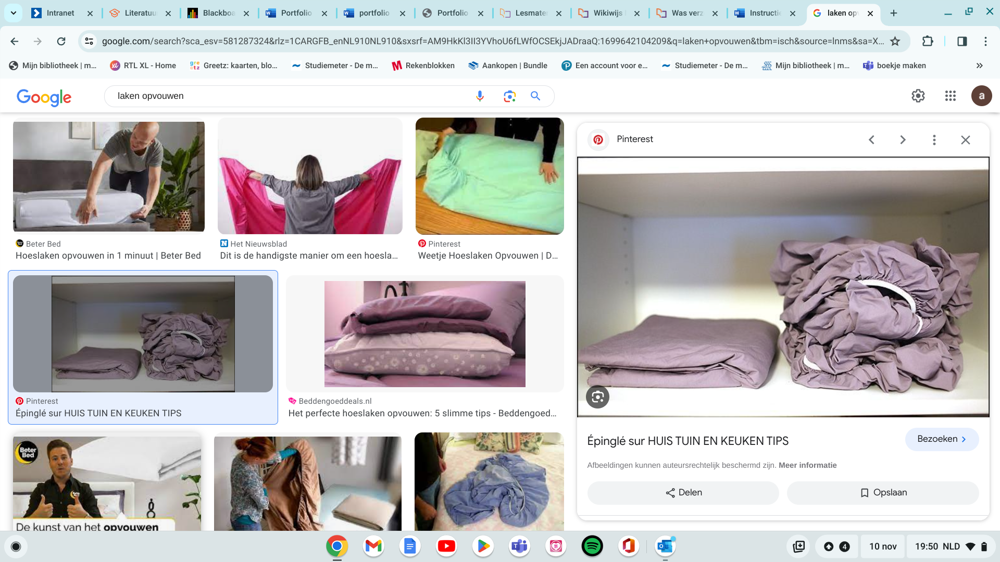 Intranet
Literatuu
Blackboa
Portfolio
portfolio
Portfolio
Lesmater
Wikiwijs
Was verz
Instructie
laken op
google.com/search?sca_esv=581287324&rlz=1CARGFB_enNL910NL910&sxsrf=AM9HkKl3II3YVhoU6fLWfOCSEkjJADraaQ:1699642104209&q=laken+opvouwen&tbm=isch&source=lnms&sa=X...
Mijn bibliotheek | m...
RTL XL - Home
Greetz: kaarten, blo...
Studiemeter - De m...
Rekenblokken
Aankopen | Bundle
Een account voor e...
Studiemeter - De m...
Mijn bibliotheek | m...
boekje maken
Google
laken opvouwen
a
Beter Bed
Hoeslaken opvouwen in 1 minuut | Beter Bed
Het Nieuwsblad
Dit is de handigste manier om een hoesla...
Pinterest
Weetje Hoeslaken Opvouwen | D...
Pinterest
Épinglé sur HUIS TUIN EN KEUKEN TIPS
Beddengoeddeals.nl
Het perfecte hoeslaken opvouwen: 5 slimme tips - Beddengoed...
Beter
Bed
De kunst van het opvouwen
Pinterest
Épinglé sur HUIS TUIN EN KEUKEN TIPS
Bezoeken
Afbeeldingen kunnen auteursrechtelijk beschermd zijn. Meer informatie
Delen
Opslaan
4
10 nov
19:50 NLD